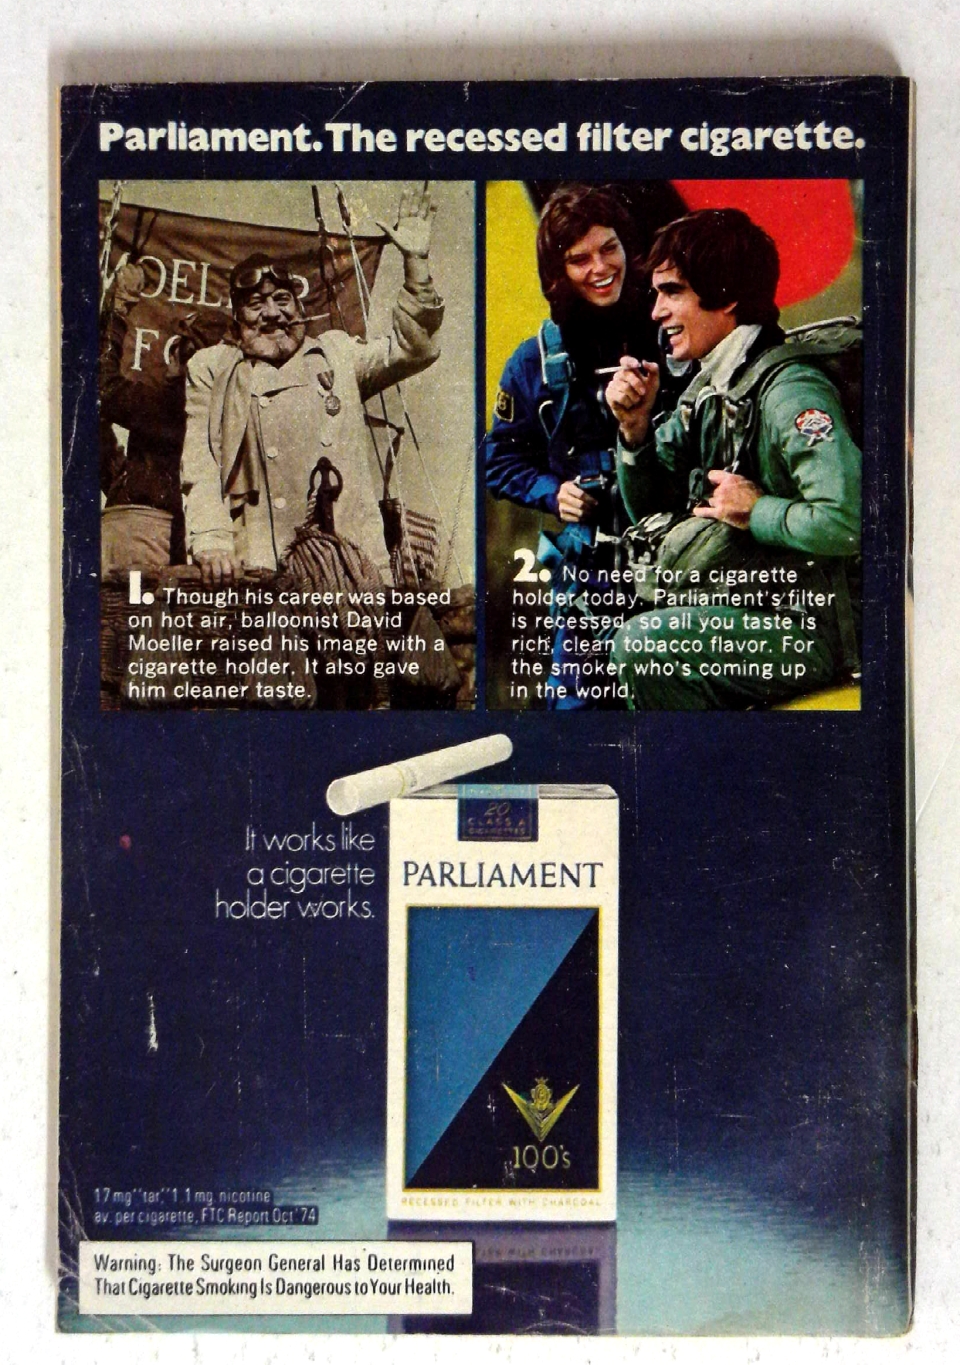 Parliament. The recessed filter cigarette.
MOELLER
FO
1. Though his career was based
on hot air, balloonist David
Moeller raised his image with a
cigarette holder. It also gave
him cleaner taste.
2. No need for a cigarette
holder today. Parliament's filter
is recessed, so all you taste is
rich, clean tobacco flavor. For
the smoker who's coming up
in the world.
It works like
a cigarette
holder works.
20
CLASS A
CIGARETTES
PARLIAMENT
100's
RECESSED FILTER WITH CHARCOAL
17 mg "tar," 1.1 mg. nicotine
av. per cigarette, FTC Report Oct '74
Warning: The Surgeon General Has Determined
That Cigarette Smoking Is Dangerous to Your Health.